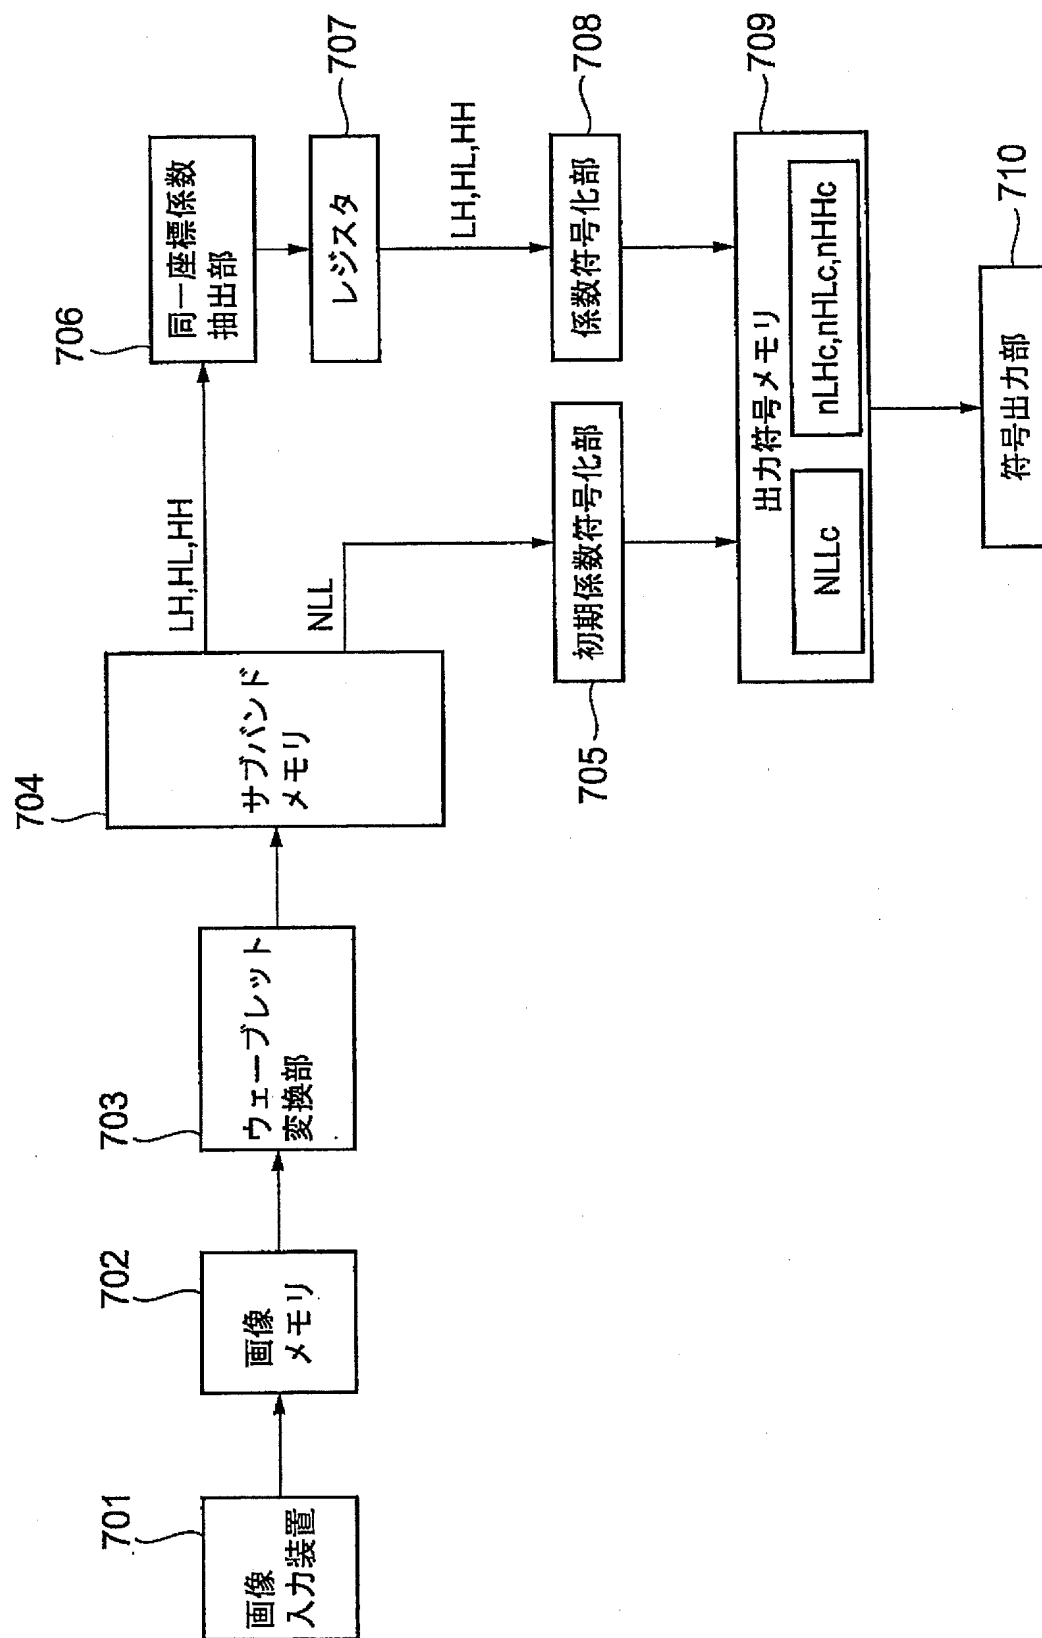 701
画像
入力装置
702
画像
メモリ
703
ウェーブレット
変換部
704
サブバンド
メモリ
LH,HL,HH
NLL
706
同一座標係数
抽出部
707
レジスタ
LH,HL,HH
705
初期係数符号化部
708
係数符号化部
709
出力符号メモリ
NLLc
nLHc,nHLc,nHHc
710
符号出力部